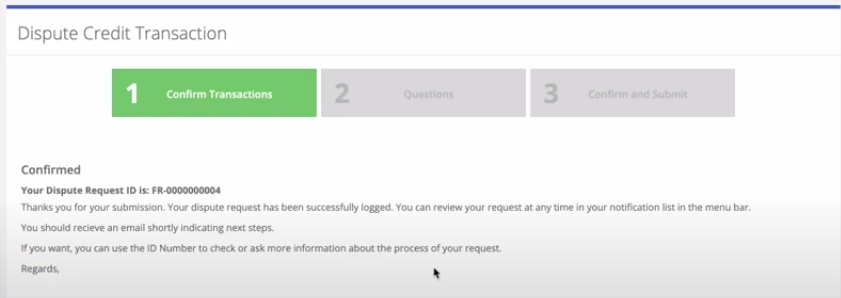 Dispute Credit Transaction
1 Confirm Transactions
2 Questions
3 Confirm and Submit
Confirmed
Your Dispute Request ID is: FR-0000000004
Thanks you for your submission. Your dispute request has been successfully logged. You can review your request at any time in your notification list in the menu bar.
You should recieve an email shortly indicating next steps.
If you want, you can use the ID Number to check or ask more information about the process of your request.
Regards,